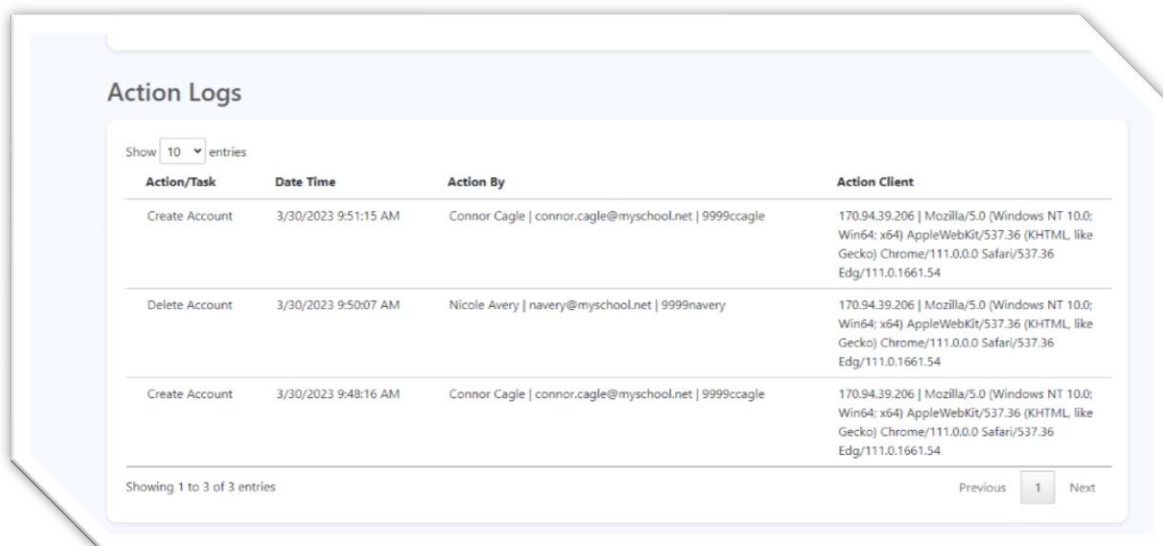 Action Logs
Show 10 entries
Action/Task Date Time Action By Action Client
Create Account 3/30/2023 9:51:15 AM Connor Cagle | connor.cagle@myschool.net | 9999ccagle 170.94.39.206 | Mozilla/5.0 (Windows NT 10.0;
Win64; x64) AppleWebKit/537.36 (KHTML, like
Gecko) Chrome/111.0.0.0 Safari/537.36
Edg/111.0.1661.54
Delete Account 3/30/2023 9:50:07 AM Nicole Avery | navery@myschool.net | 9999navery 170.94.39.206 | Mozilla/5.0 (Windows NT 10.0;
Win64; x64) AppleWebKit/537.36 (KHTML, like
Gecko) Chrome/111.0.0.0 Safari/537.36
Edg/111.0.1661.54
Create Account 3/30/2023 9:48:16 AM Connor Cagle | connor.cagle@myschool.net | 9999ccagle 170.94.39.206 | Mozilla/5.0 (Windows NT 10.0;
Win64; x64) AppleWebKit/537.36 (KHTML, like
Gecko) Chrome/111.0.0.0 Safari/537.36
Edg/111.0.1661.54
Showing 1 to 3 of 3 entries Previous 1 Next